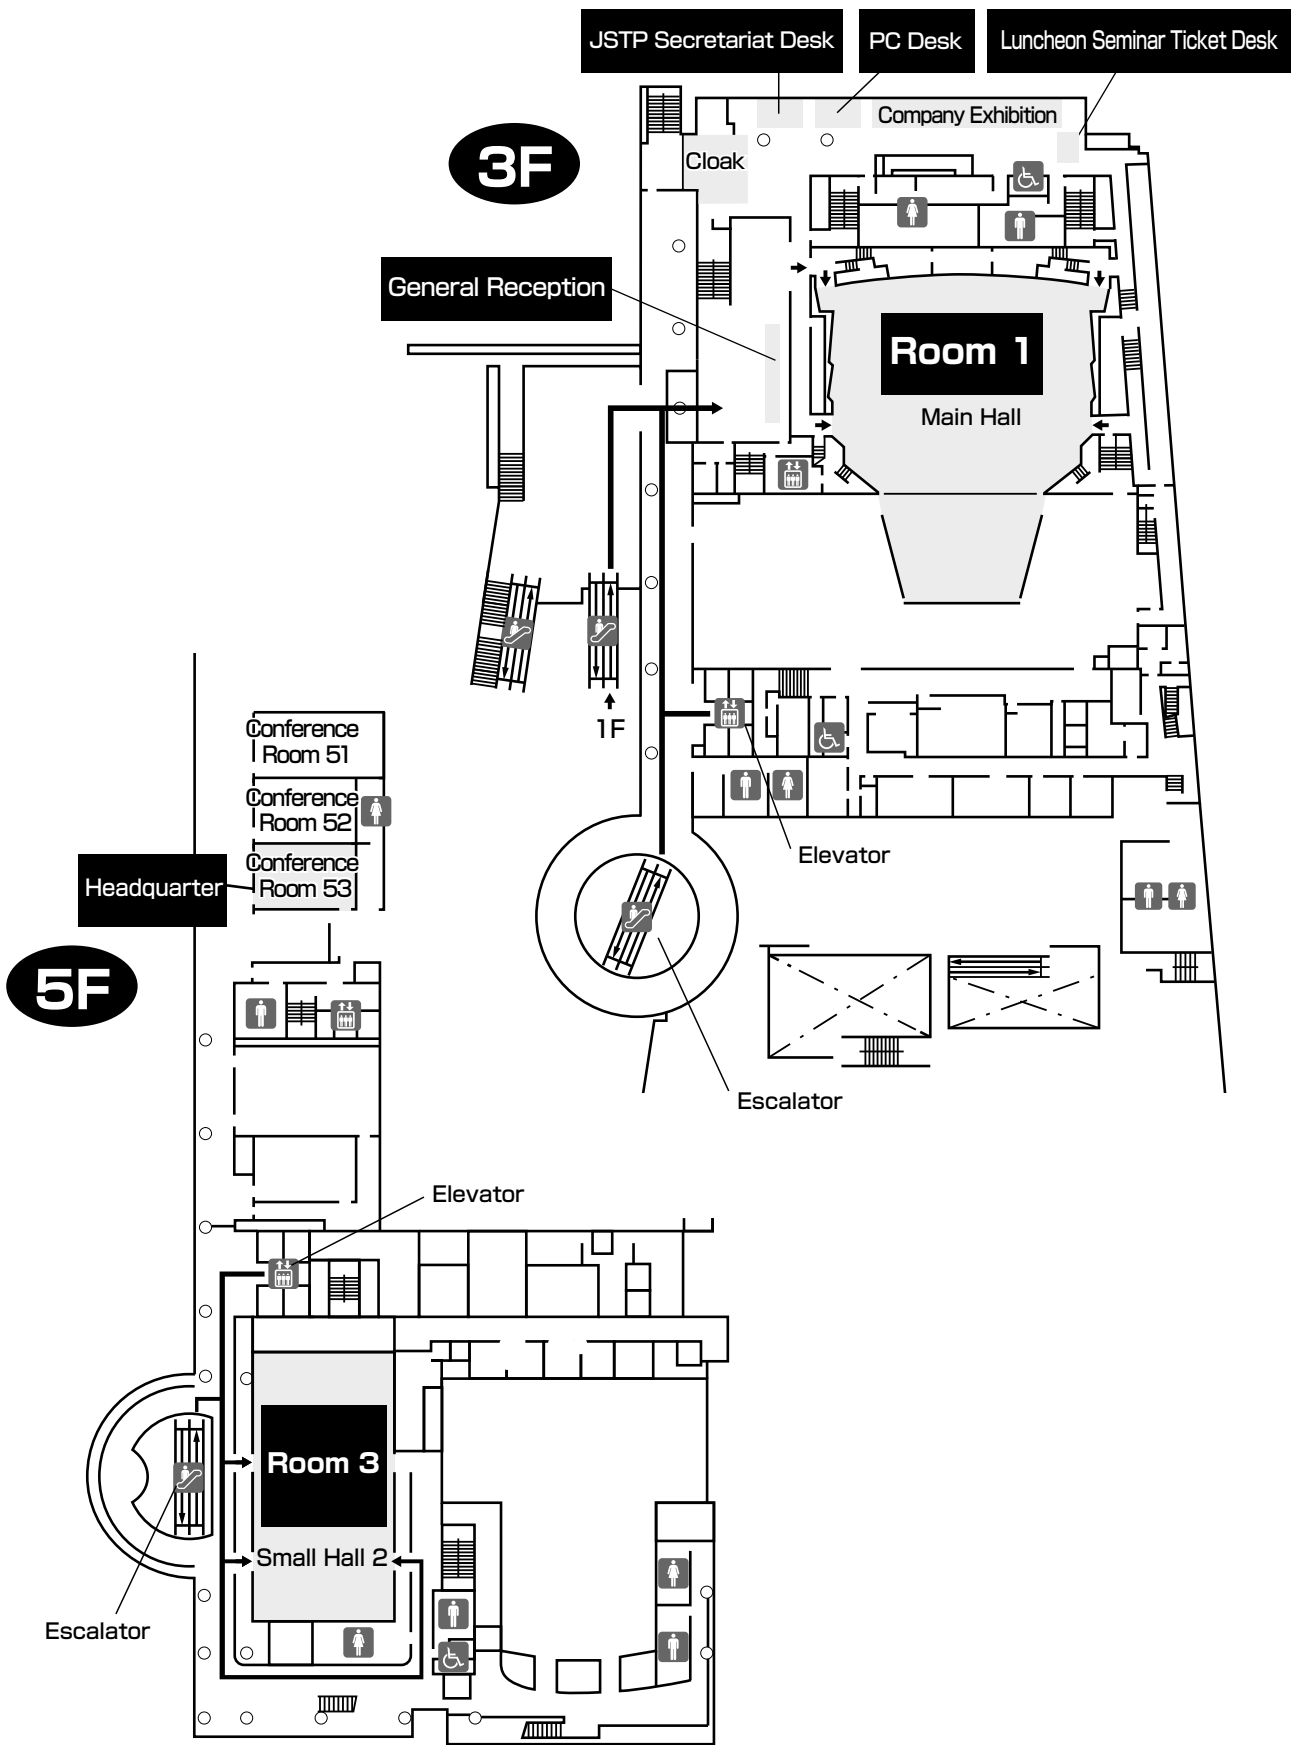 JSTP Secretariat Desk
PC Desk
Luncheon Seminar Ticket Desk
Company Exhibition
Cloak
3F
General Reception
Room 1
Main Hall
1F
Elevator
Escalator
Conference
Room 51
Conference
Room 52
Conference
Room 53
Headquarter
5F
Elevator
Room 3
Small Hall 2
Escalator